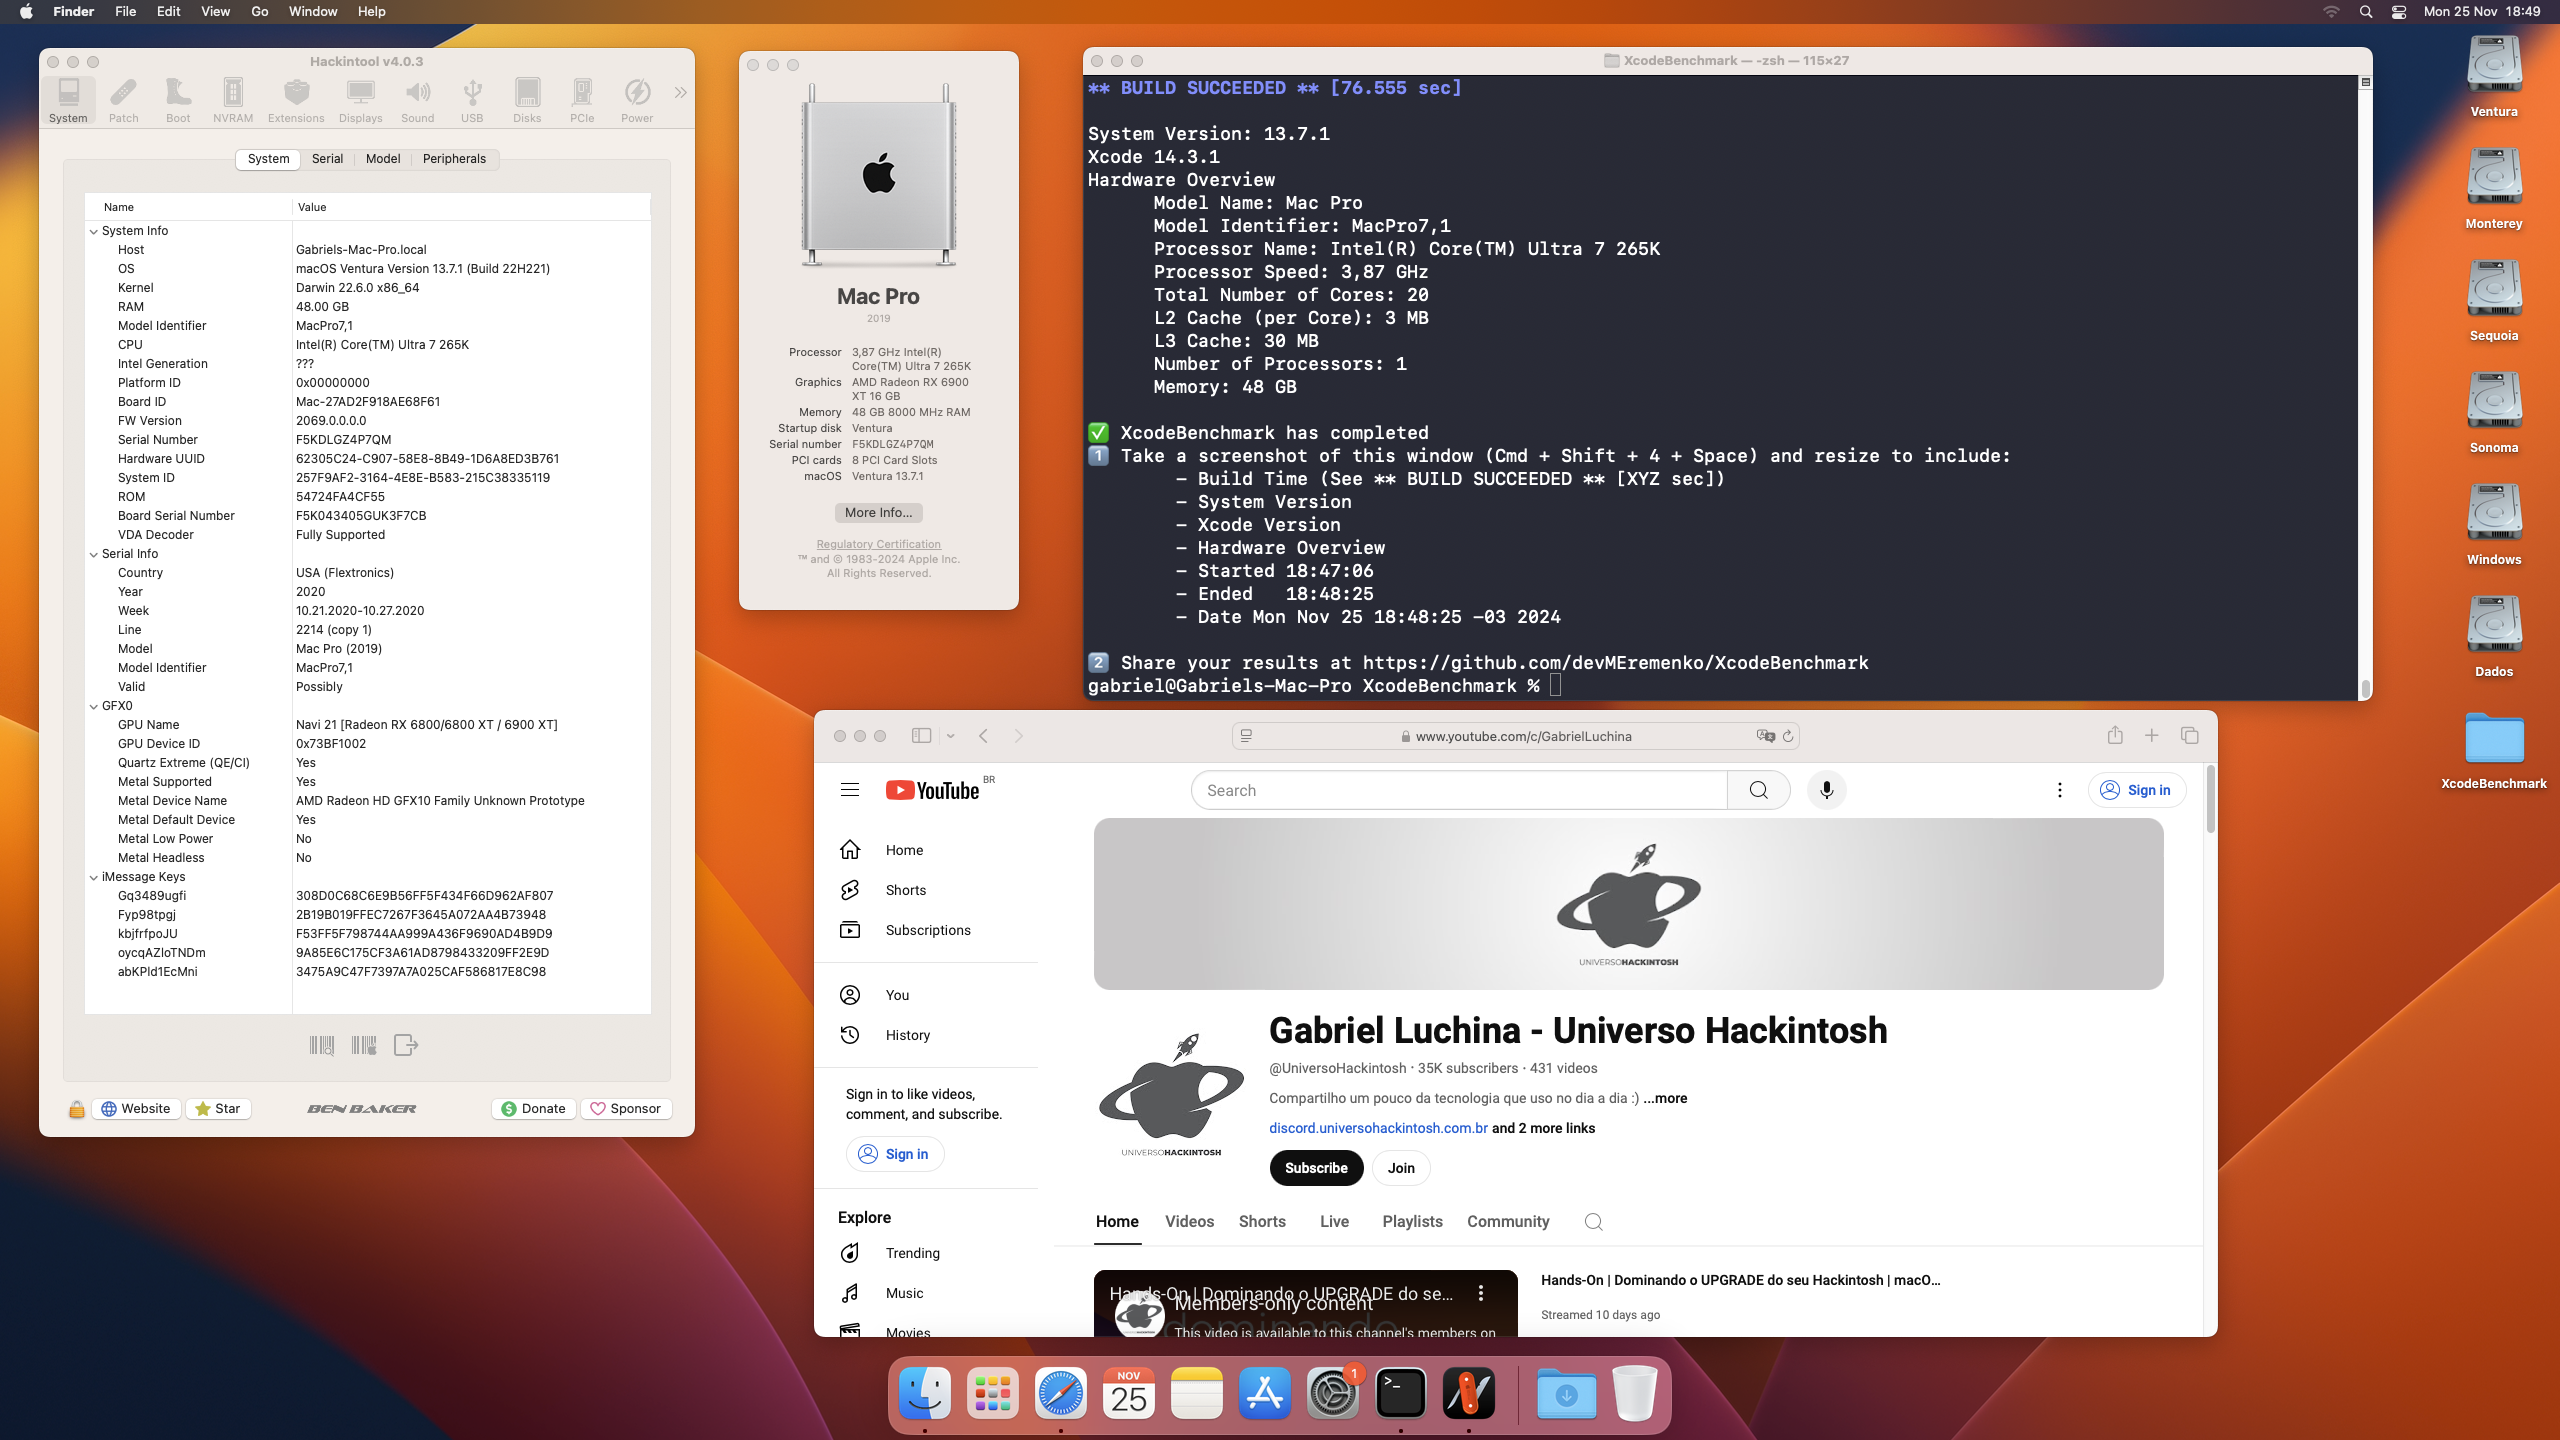 Finder File Edit View Go Window Help
Mon 25 Nov 18:49
Hackintool v4.0.3
System Patch Boot NVRAM Extensions Displays Sound USB Disks PCIe Power
System Serial Model Peripherals
Name Value
System Info
Host Gabriels-Mac-Pro.local
OS macOS Ventura Version 13.7.1 (Build 22H221)
Kernel Darwin 22.6.0 x86_64
RAM 48.00 GB
Model Identifier MacPro7,1
CPU Intel(R) Core(TM) Ultra 7 265K
Intel Generation ???
Platform ID 0x00000000
Board ID Mac-27AD2F918AE68F61
FW Version 2069.0.0.0.0
Serial Number F5KDLGZ4P7QM
Hardware UUID 62305C24-C907-58E8-8B49-1D6A8ED3B761
System ID 257F9AF2-3164-4E8E-B583-215C38335119
ROM 54724FA4CF55
Board Serial Number F5K043405GUK3F7CB
VDA Decoder Fully Supported
Serial Info
Country USA (Flextronics)
Year 2020
Week 10.21.2020-10.27.2020
Line 2214 (copy 1)
Model Mac Pro (2019)
Model Identifier MacPro7,1
Valid Possibly
GFX0
GPU Name Navi 21 [Radeon RX 6800/6800 XT / 6900 XT]
GPU Device ID 0x73BF1002
Quartz Extreme (QE/CI) Yes
Metal Supported Yes
Metal Device Name AMD Radeon HD GFX10 Family Unknown Prototype
Metal Default Device Yes
Metal Low Power No
Metal Headless No
iMessage Keys
Gq3489ugfi 308D0C68C6E9B56FF5F434F66D962AF807
Fyp98tpgj 2B19B019FFEC7267F3645A072AA4B73948
kbjfrfpoJU F53FF5F798744AA999A436F9690AD4B9D9
oycqAZloTNDm 9A85E6C175CF3A61AD8798433209FF2E9D
abKPld1EcMni 3475A9C47F7397A7A025CAF586817E8C98
Website Star BEN BAKER Donate Sponsor
Mac Pro
2019
Processor 3,87 GHz Intel(R)
Core(TM) Ultra 7 265K
Graphics AMD Radeon RX 6900
XT 16 GB
Memory 48 GB 8000 MHz RAM
Startup disk Ventura
Serial number F5KDLGZ4P7QM
PCI cards 8 PCI Card Slots
macOS Ventura 13.7.1
More Info...
Regulatory Certification
™ and © 1983-2024 Apple Inc.
All Rights Reserved.
XcodeBenchmark — -zsh — 115×27
** BUILD SUCCEEDED ** [76.555 sec]
System Version: 13.7.1
Xcode 14.3.1
Hardware Overview
Model Name: Mac Pro
Model Identifier: MacPro7,1
Processor Name: Intel(R) Core(TM) Ultra 7 265K
Processor Speed: 3,87 GHz
Total Number of Cores: 20
L2 Cache (per Core): 3 MB
L3 Cache: 30 MB
Number of Processors: 1
Memory: 48 GB
✅ XcodeBenchmark has completed
1️⃣ Take a screenshot of this window (Cmd + Shift + 4 + Space) and resize to include:
– Build Time (See ** BUILD SUCCEEDED ** [XYZ sec])
– System Version
– Xcode Version
– Hardware Overview
– Started 18:47:06
– Ended 18:48:25
– Date Mon Nov 25 18:48:25 -03 2024
2️⃣ Share your results at https://github.com/devMEremenko/XcodeBenchmark
gabriel@Gabriels-Mac-Pro XcodeBenchmark %
www.youtube.com/c/GabrielLuchina
YouTube BR
Search
Sign in
Home
Shorts
Subscriptions
You
History
Sign in to like videos,
comment, and subscribe.
Sign in
Explore
Trending
Music
Movies
UNIVERSOHACKINTOSH
UNIVERSOHACKINTOSH
Gabriel Luchina - Universo Hackintosh
@UniversoHackintosh · 35K subscribers · 431 videos
Compartilho um pouco da tecnologia que uso no dia a dia :) ...more
discord.universohackintosh.com.br and 2 more links
Subscribe Join
Home Videos Shorts Live Playlists Community
Hands-On | Dominando o UPGRADE do se...
Members-only content
This video is available to this channel's members on
dominando
Hands-On | Dominando o UPGRADE do seu Hackintosh | macO...
Streamed 10 days ago
Ventura
Monterey
Sequoia
Sonoma
Windows
Dados
XcodeBenchmark
NOV
25
1
>_